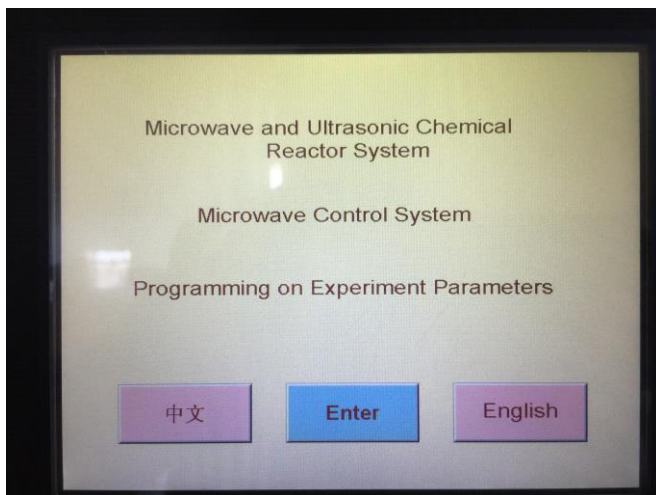 Microwave and Ultrasonic Chemical
Reactor System
Microwave Control System
Programming on Experiment Parameters
中文
Enter
English